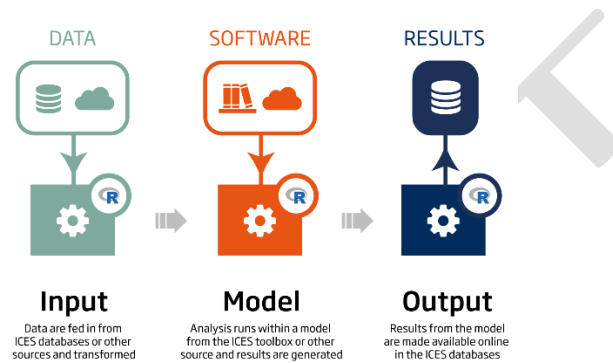 DATA
SOFTWARE
RESULTS
R
R
R
Input
Model
Output
Data are fed in from
ICES databases or other
sources and transformed
Analysis runs within a model
from the ICES toolbox or other
source and results are generated
Results from the model
are made available online
in the ICES databases